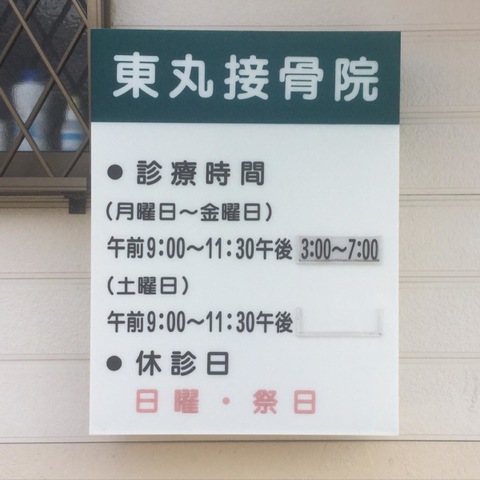 東丸接骨院
● 診療時間
(月曜日〜金曜日)
午前9:00〜11:30午後 3:00〜7:00
(土曜日)
午前9:00〜11:30午後
● 休診日
日曜・祭日